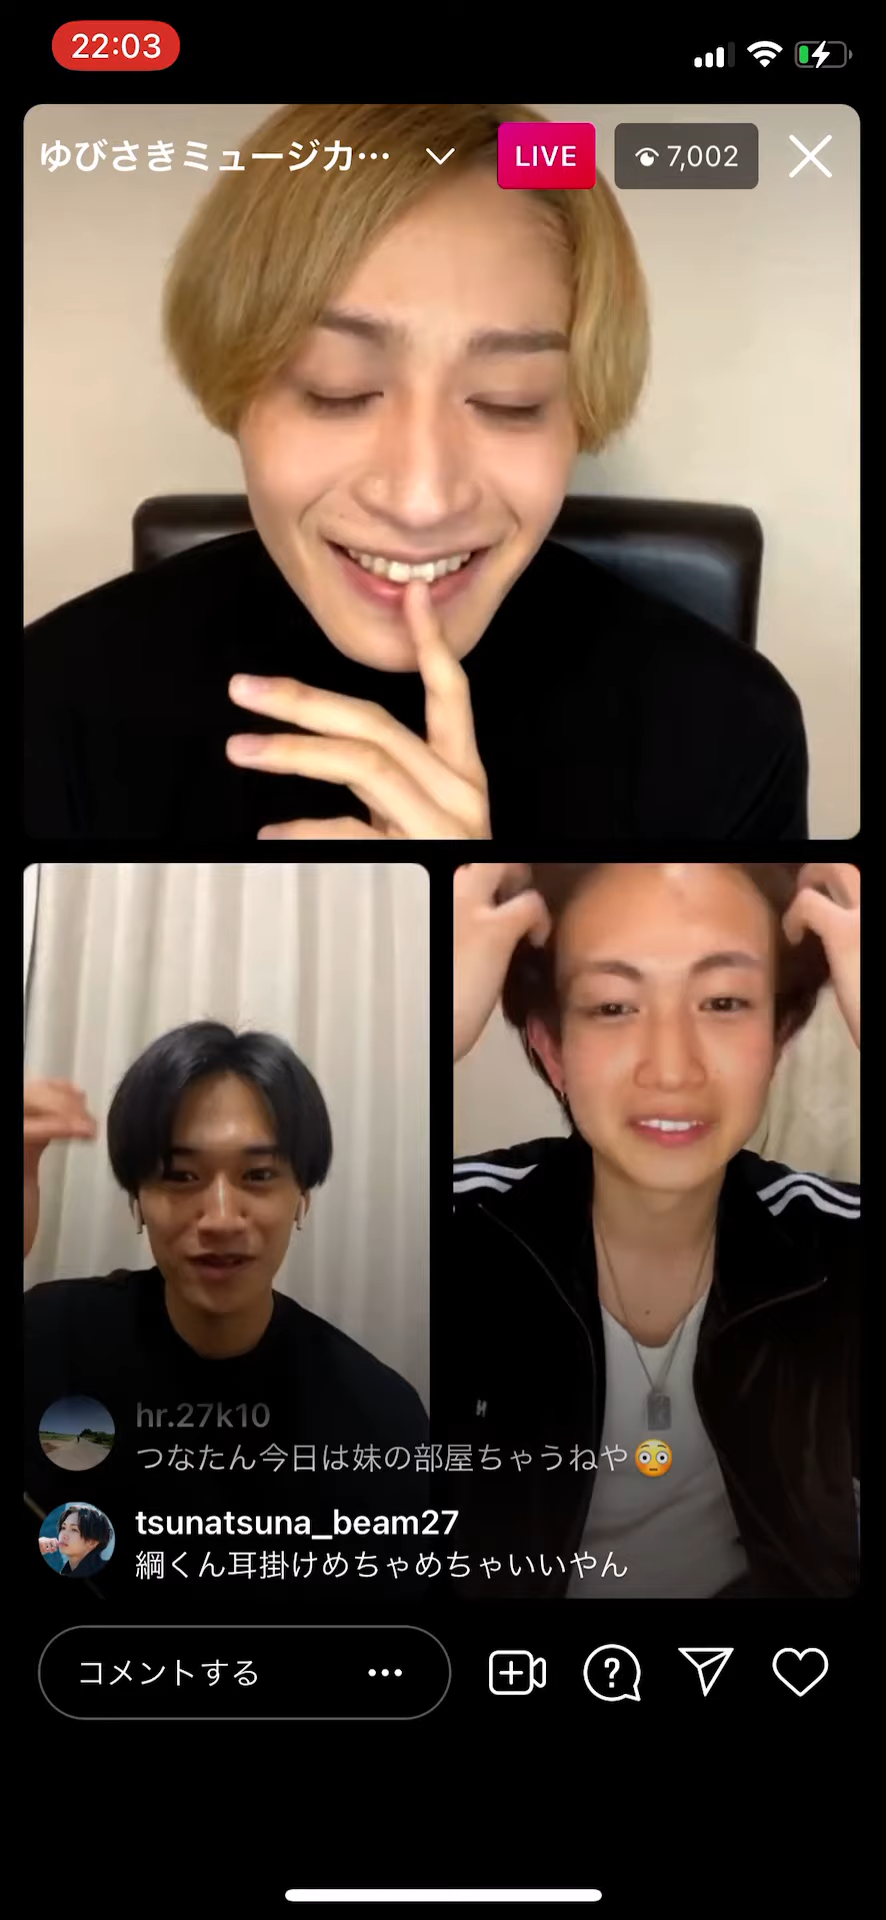 22:03
ゆびさきミュージカ… LIVE 7,002
hr.27k10
つなたん今日は妹の部屋ちゃうねや😳
tsunatsuna_beam27
綱くん耳掛けめちゃめちゃいいやん
コメントする